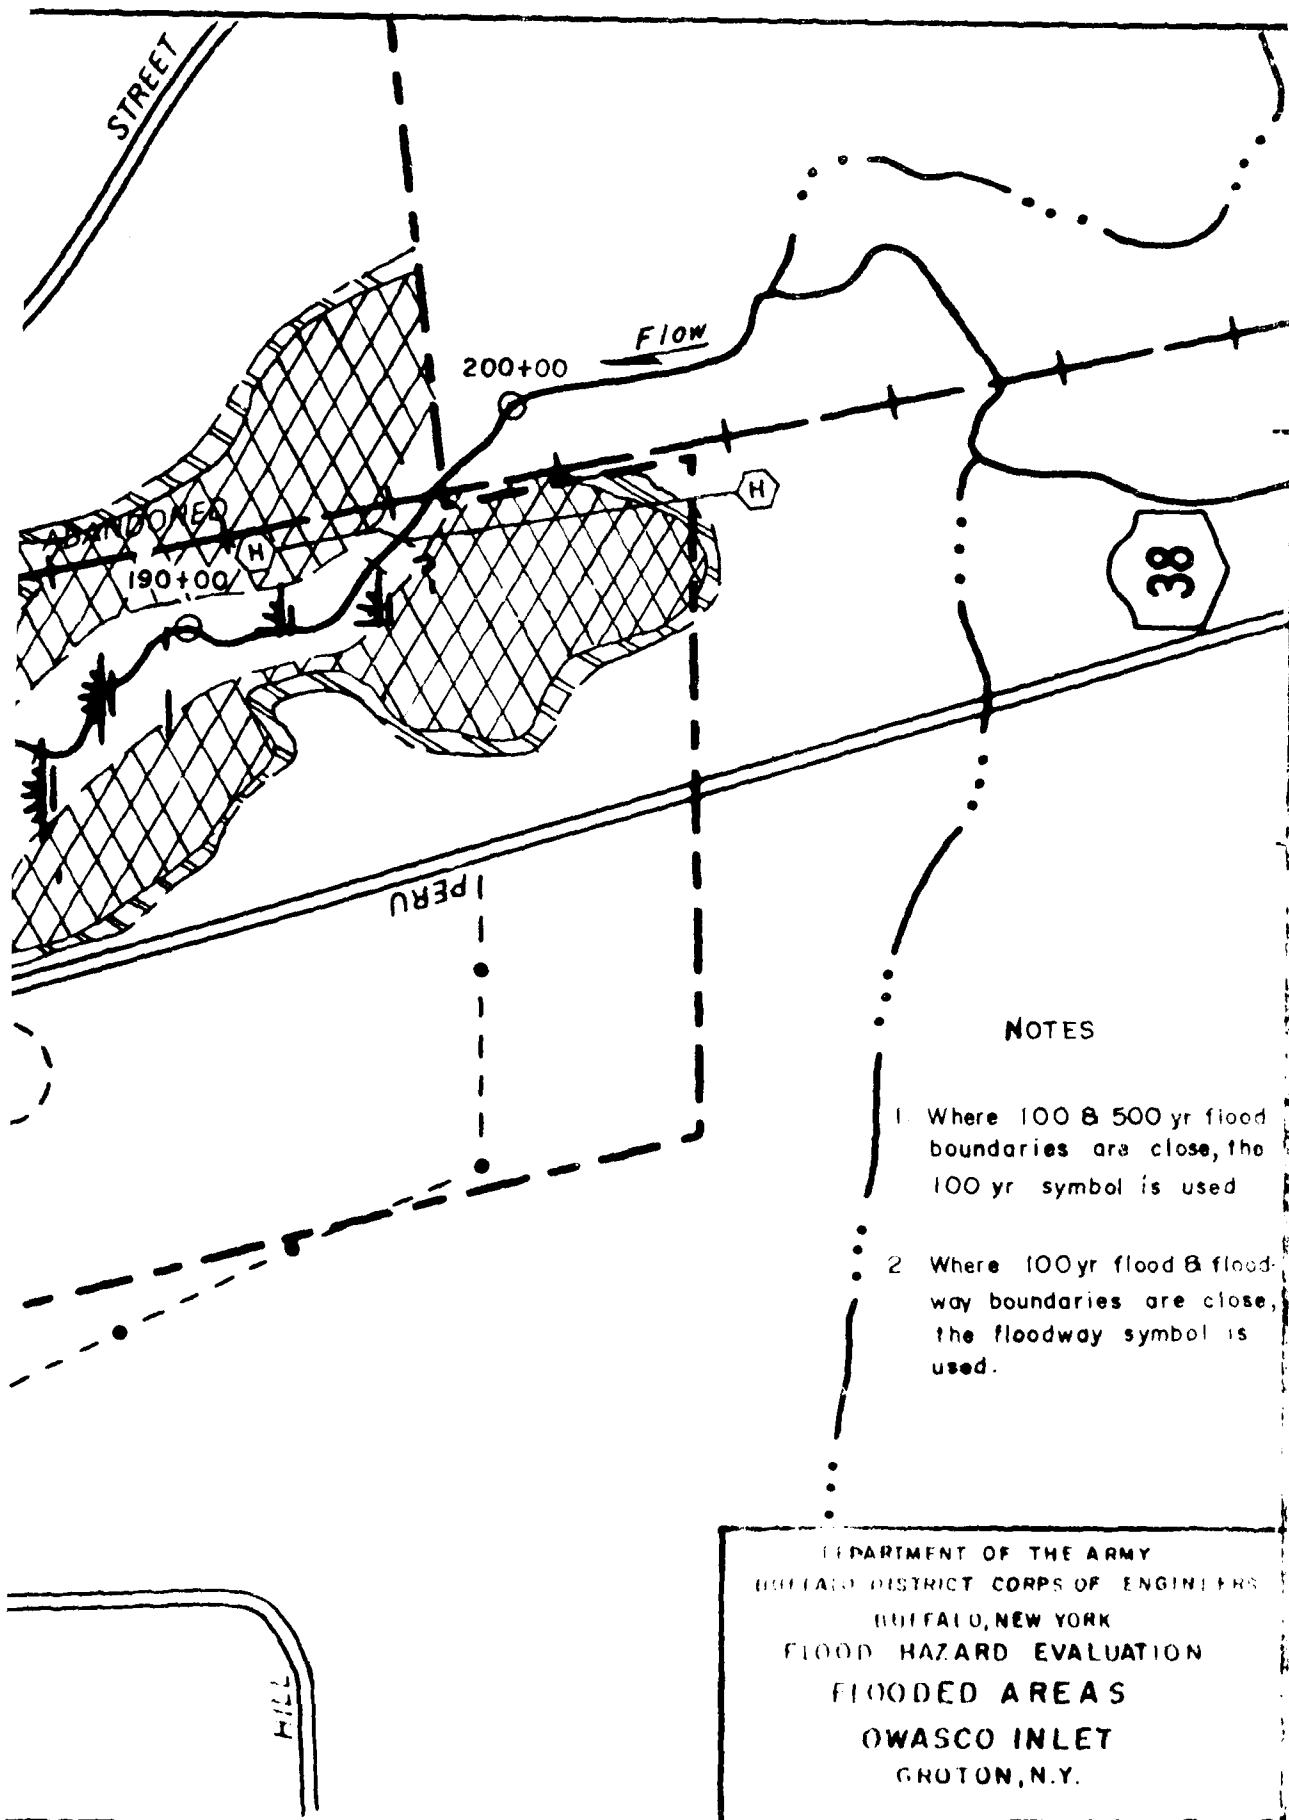 STREET
Flow
200+00
H
ABANDONED
H
190+00
38
PERU
NOTES
1. Where 100 & 500 yr flood
boundaries are close, the
100 yr symbol is used
2 Where 100 yr flood & flood-
way boundaries are close,
the floodway symbol is
used.
HILL
DEPARTMENT OF THE ARMY
BUFFALO DISTRICT CORPS OF ENGINEERS
BUFFALO, NEW YORK
FLOOD HAZARD EVALUATION
FLOODED AREAS
OWASCO INLET
GROTON, N.Y.